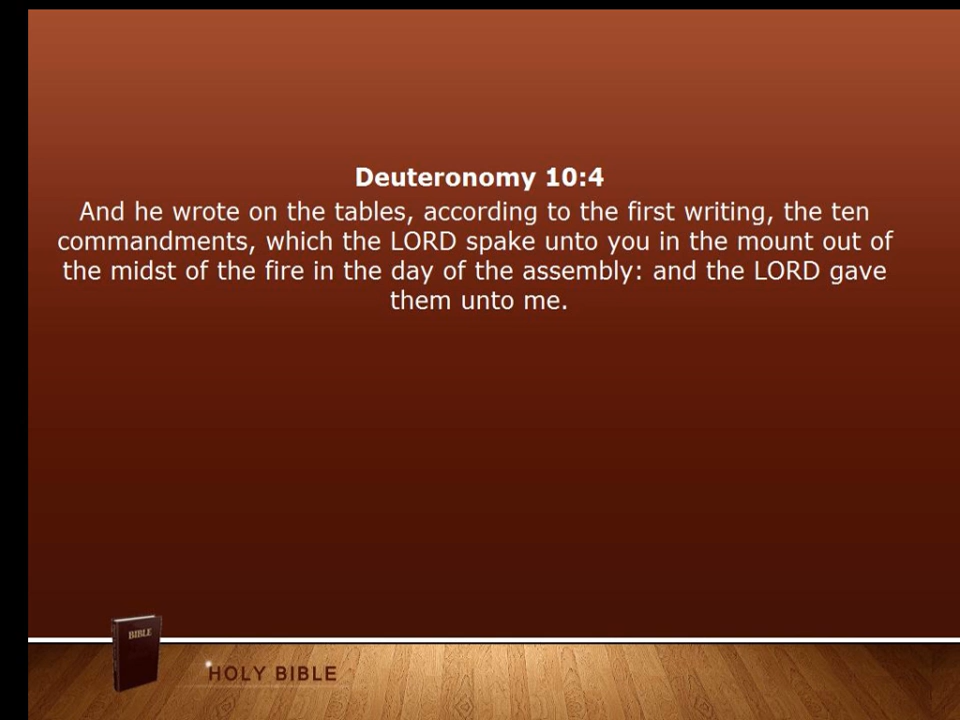 Deuteronomy 10:4
And he wrote on the tables, according to the first writing, the ten
commandments, which the LORD spake unto you in the mount out of
the midst of the fire in the day of the assembly: and the LORD gave
them unto me.
BIBLE
HOLY BIBLE